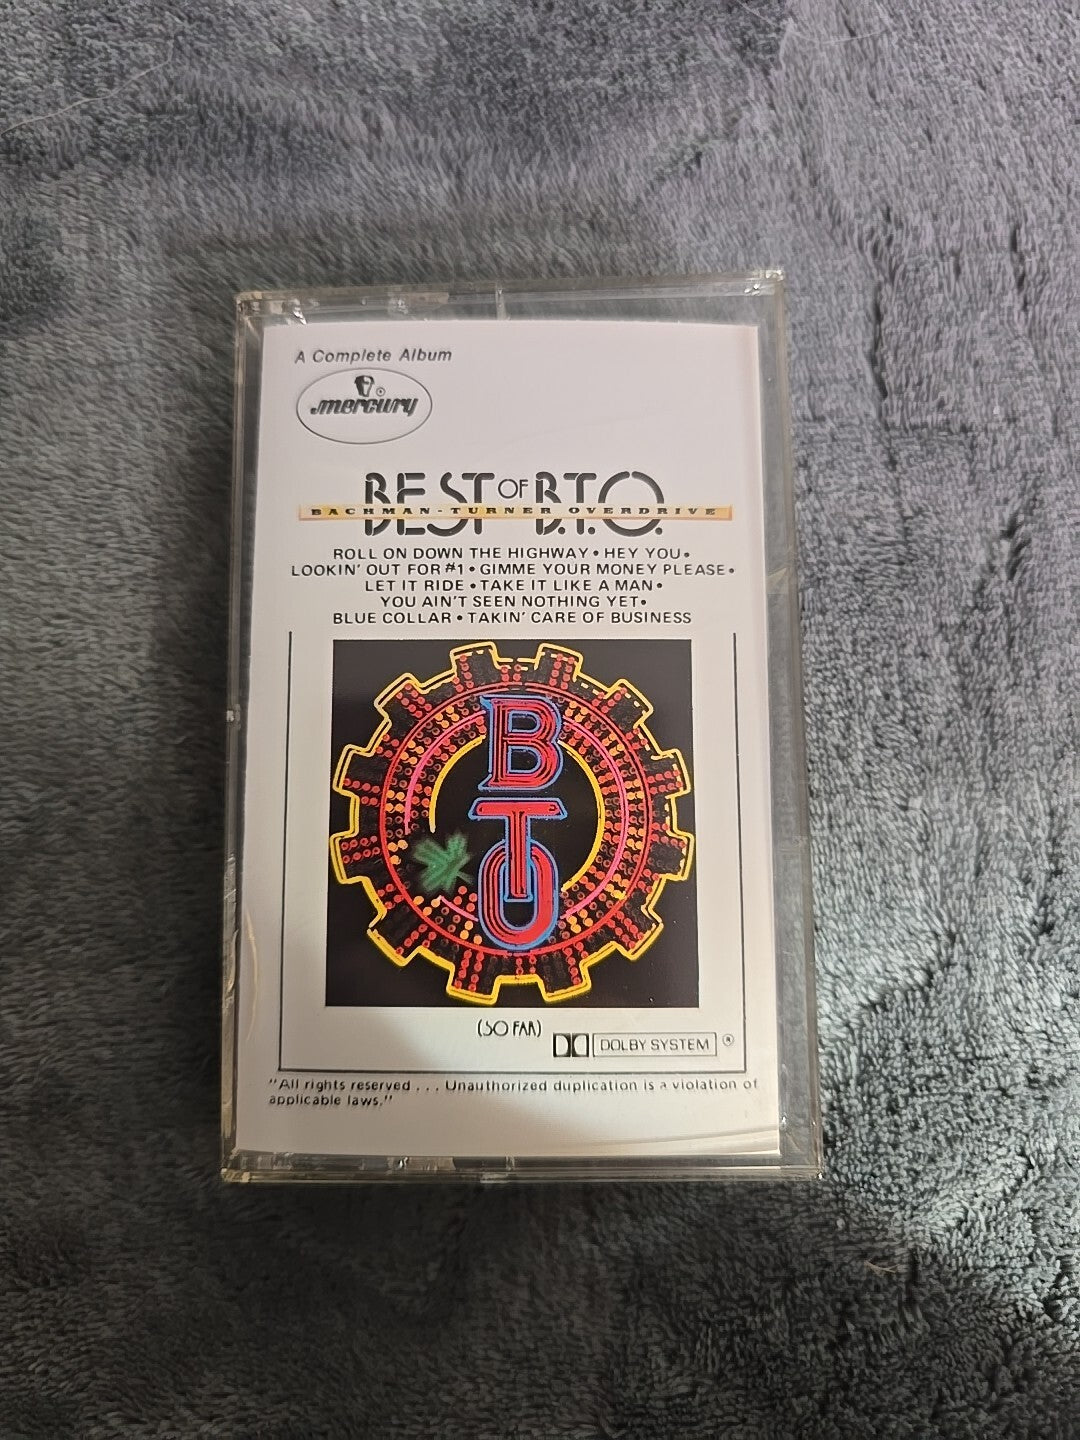 A Complete Album
mercury ®
BEST OF B.T.O.
BACHMAN-TURNER OVERDRIVE
ROLL ON DOWN THE HIGHWAY • HEY YOU •
LOOKIN' OUT FOR #1 • GIMME YOUR MONEY PLEASE •
LET IT RIDE • TAKE IT LIKE A MAN •
YOU AIN'T SEEN NOTHING YET •
BLUE COLLAR • TAKIN' CARE OF BUSINESS
B
T
O
(SO FAR)
DOLBY SYSTEM ®
"All rights reserved . . . Unauthorized duplication is a violation of
applicable laws."